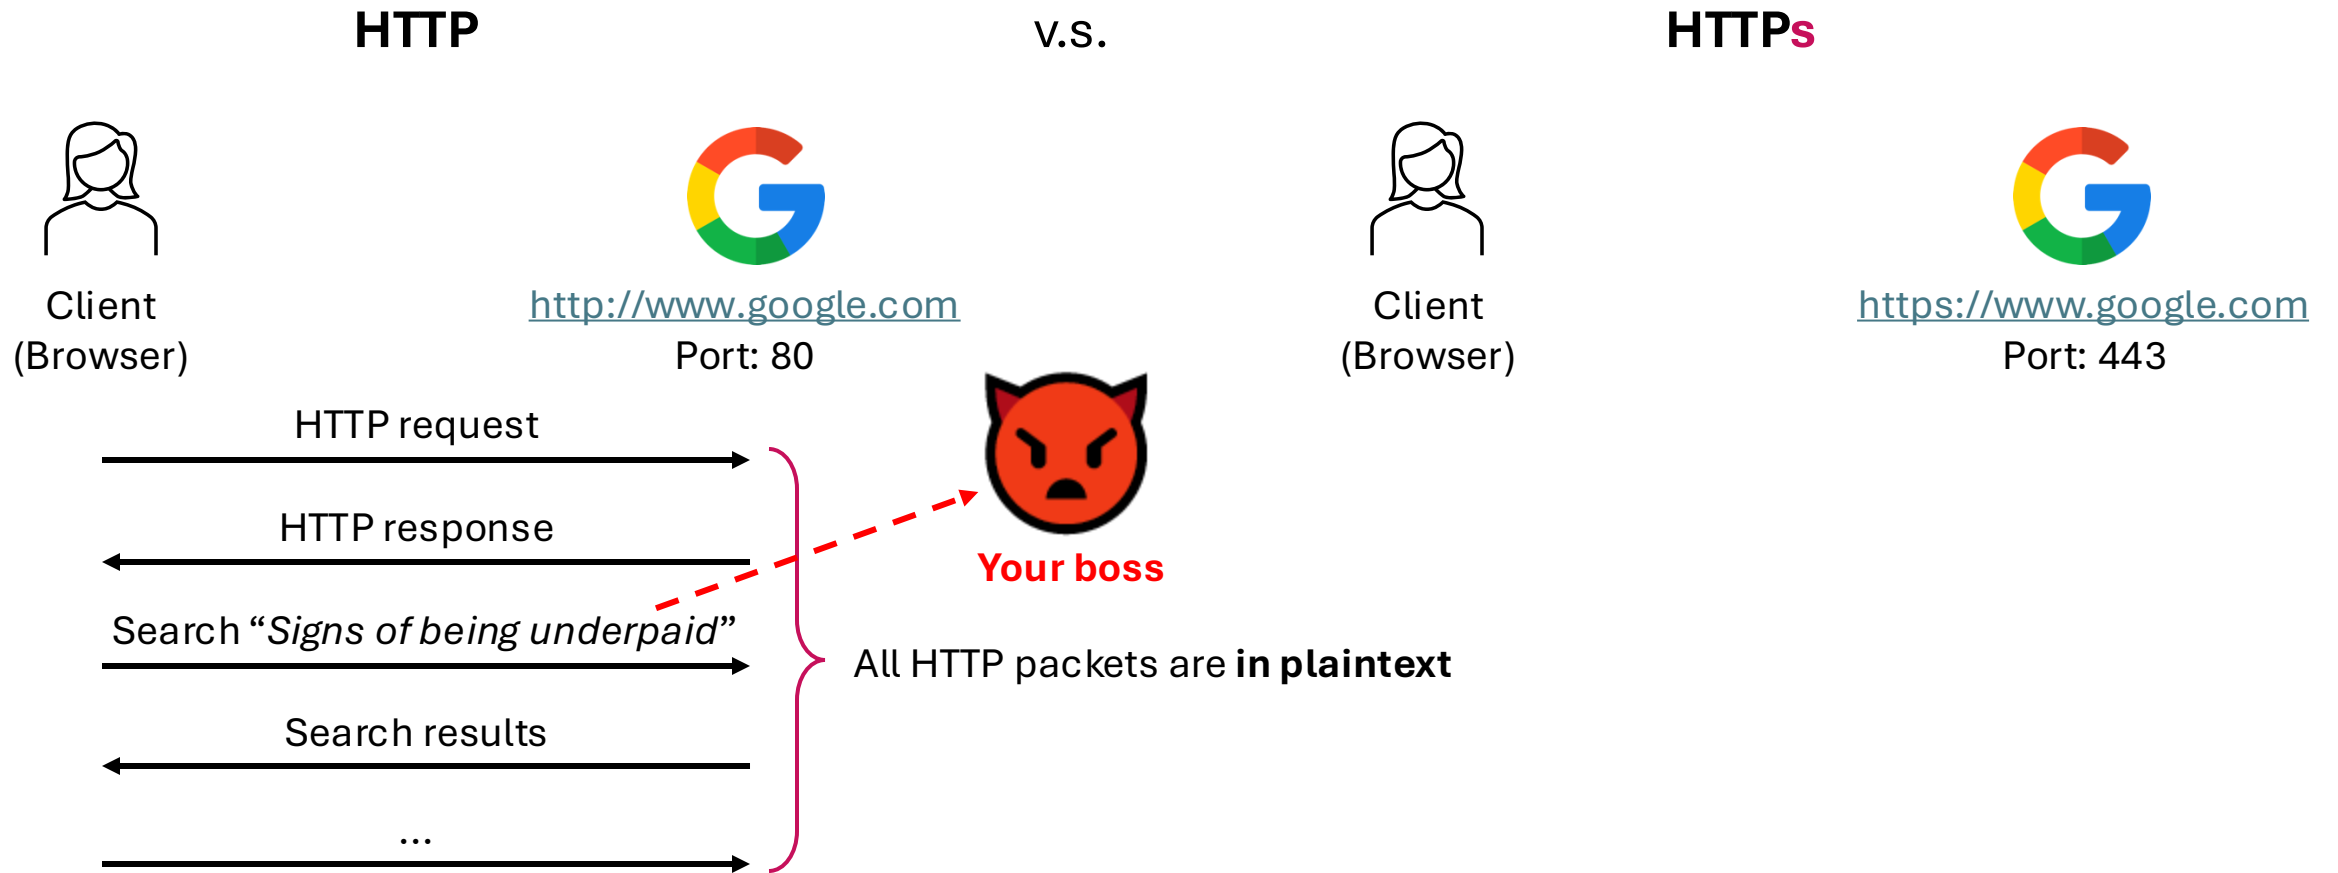 HTTP
v.s.
HTTPs
Client
(Browser)
http://www.google.com
Port: 80
Client
(Browser)
https://www.google.com
Port: 443
HTTP request
HTTP response
Your boss
Search “Signs of being underpaid”
All HTTP packets are in plaintext
Search results
...